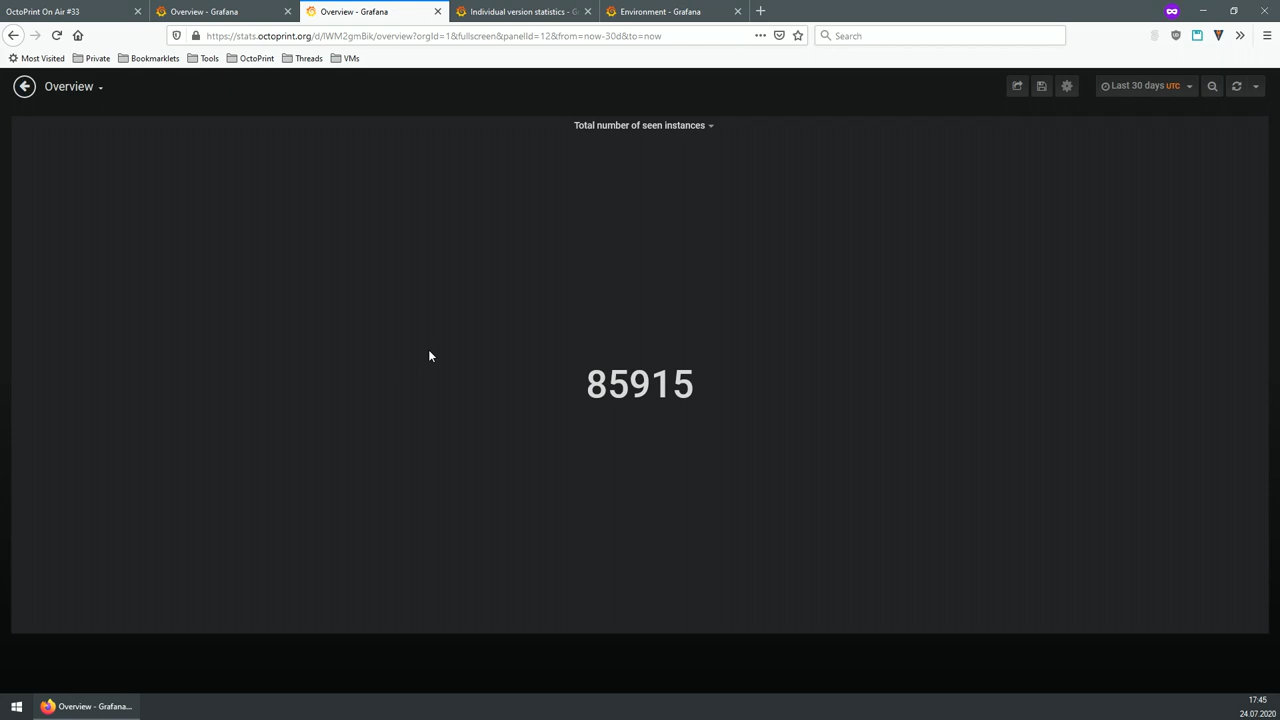 OctoPrint On Air #33
Overview - Grafana
Overview - Grafana
Individual version statistics - G
Environment - Grafana
https://stats.octoprint.org/d/IWM2gmBik/overview?orgId=1&fullscreen&panelId=12&from=now-30d&to=now
Search
Most Visited
Private
Bookmarklets
Tools
OctoPrint
Threads
VMs
Overview
Last 30 days UTC
Total number of seen instances
85915
Overview - Grafana...
17:45
24.07.2020